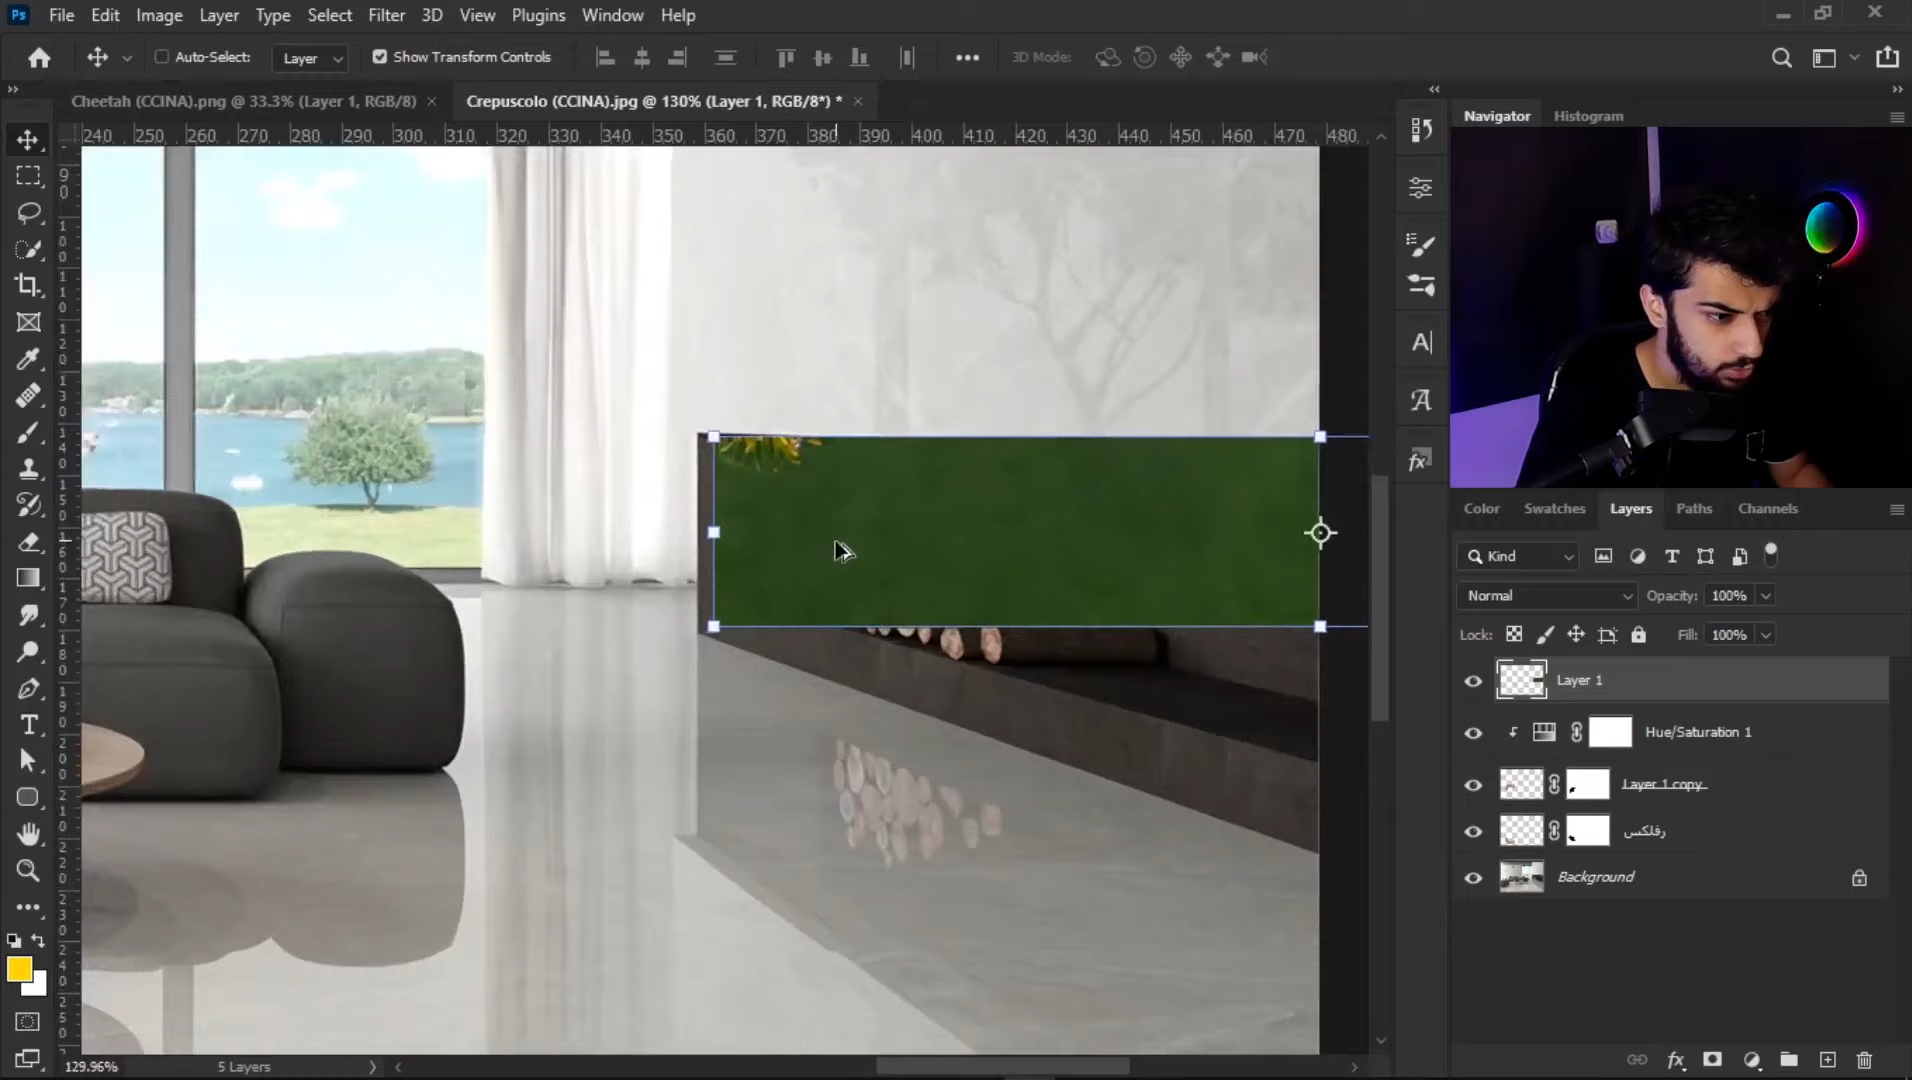 Ps File Edit Image Layer Type Select Filter 3D View Plugins Window Help
Auto-Select: Layer Show Transform Controls 3D Mode:
Cheetah (CCINA).png @ 33.3% (Layer 1, RGB/8) × Crepuscolo (CCINA).jpg @ 130% (Layer 1, RGB/8*) * ×
240 250 260 270 280 290 300 310 320 330 340 350 360 370 380 390 400 410 420 430 440 450 460 470 480
Navigator Histogram
Color Swatches Layers Paths Channels
Kind
Normal Opacity: 100%
Lock: Fill: 100%
Layer 1
Hue/Saturation 1
Layer 1 copy
رفلکس
Background
129.96% 5 Layers